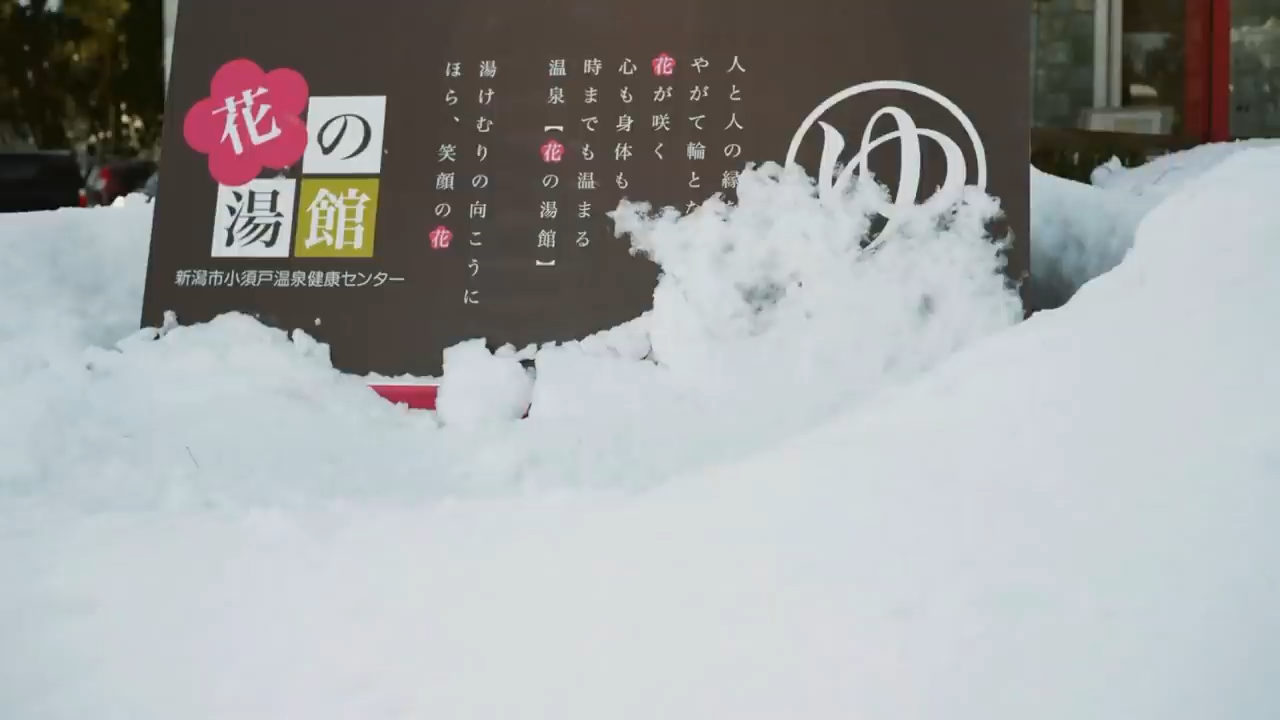 花の
湯館
新潟市小須戸温泉健康センター
ゆ
人と人の縁
やがて輪とな
花が咲く
心も身体も
時までも温まる
温泉【花の湯館】
湯けむりの向こうに
ほら、笑顔の花